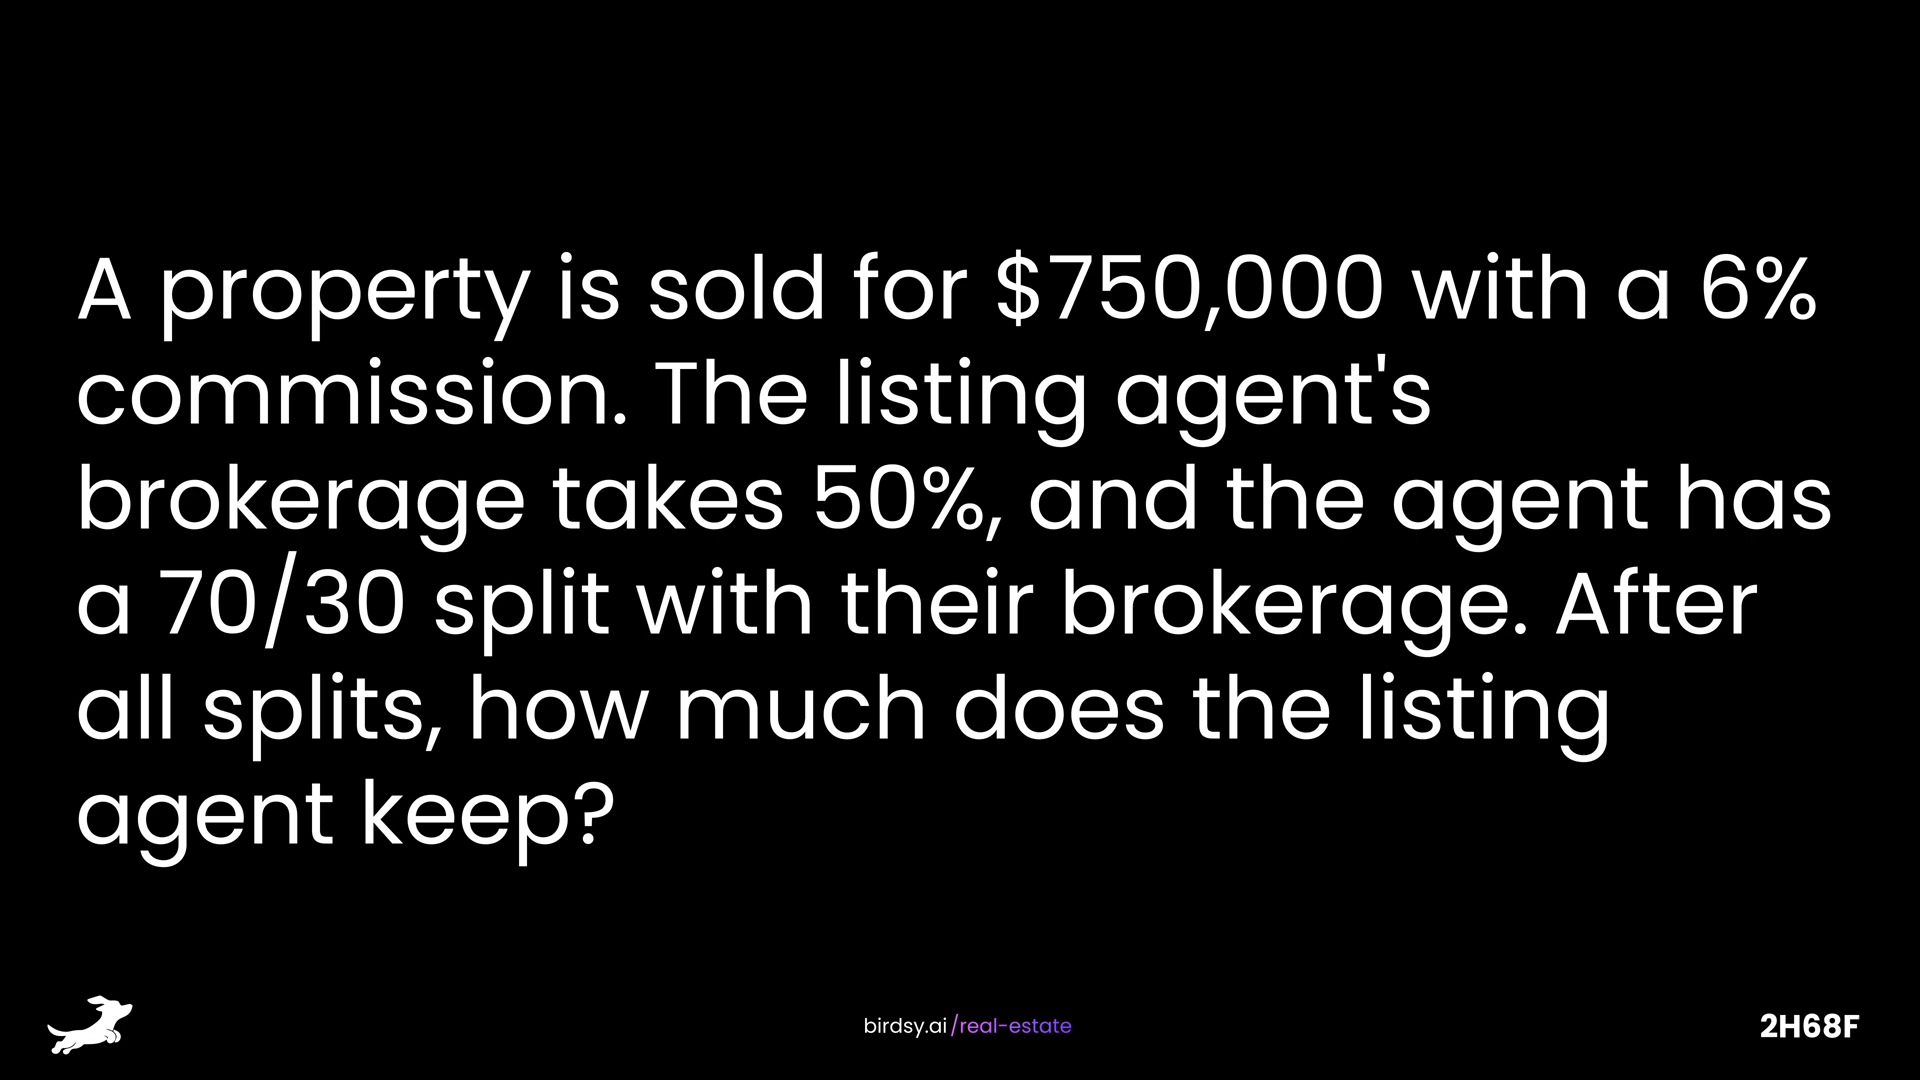 A property is sold for $750,000 with a 6%
commission. The listing agent's
brokerage takes 50%, and the agent has
a 70/30 split with their brokerage. After
all splits, how much does the listing
agent keep?
birdsy.ai/real-estate
2H68F